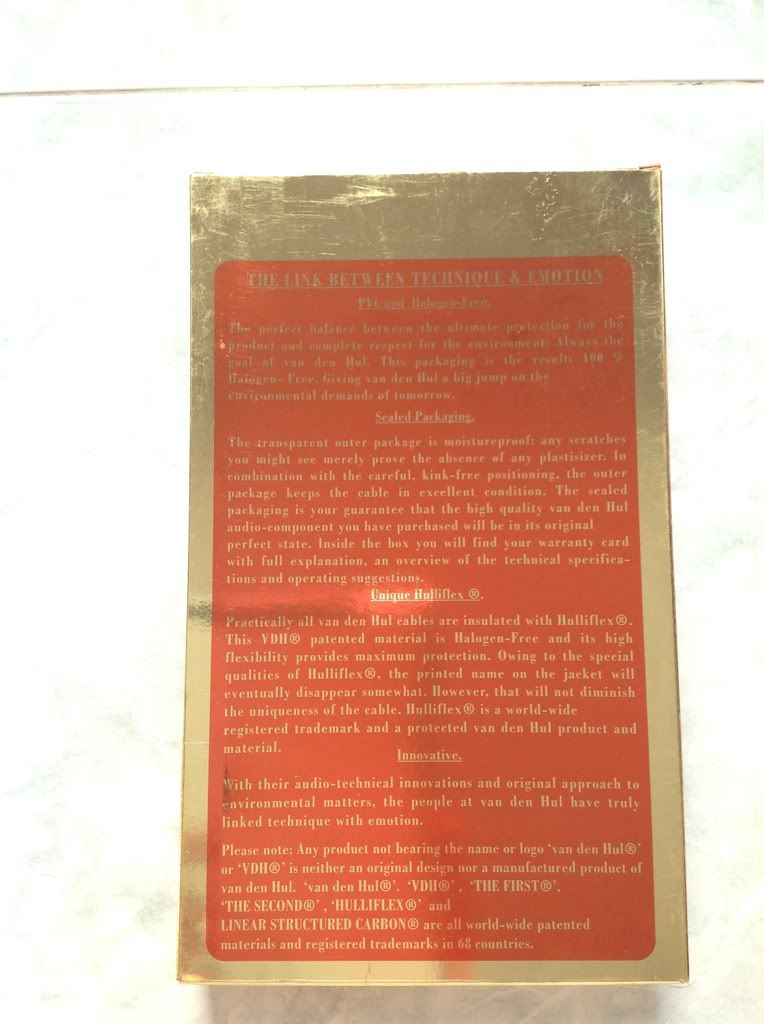 THE LINK BETWEEN TECHNIQUE & EMOTION
PVC and Halogen-Free.
The perfect balance between the ultimate protection for the
product and complete respect for the environment: Always the
goal of van den Hul. This packaging is the result: 100 %
Halogen- Free. Giving van den Hul a big jump on the
environmental demands of tomorrow.
Sealed Packaging.
The transparent outer package is moistureproof: any scratches
you might see merely prove the absence of any plastisizer. In
combination with the careful, kink-free positioning, the outer
package keeps the cable in excellent condition. The sealed
packaging is your guarantee that the high quality van den Hul
audio-component you have purchased will be in its original
perfect state. Inside the box you will find your warranty card
with full explanation, an overview of the technical specifica-
tions and operating suggestions.
Unique Hulliflex ®.
Practically all van den Hul cables are insulated with Hulliflex®.
This VDH® patented material is Halogen-Free and its high
flexibility provides maximum protection. Owing to the special
qualities of Hulliflex®, the printed name on the jacket will
eventually disappear somewhat. However, that will not diminish
the uniqueness of the cable. Hulliflex® is a world-wide
registered trademark and a protected van den Hul product and
material.
Innovative.
With their audio-technical innovations and original approach to
environmental matters, the people at van den Hul have truly
linked technique with emotion.
Please note: Any product not bearing the name or logo ‘van den Hul®’
or ‘VDH®’ is neither an original design nor a manufactured product of
van den Hul. ‘van den Hul®’. ‘VDH®’ , ‘THE FIRST®’,
‘THE SECOND®’ , ‘HULLIFLEX®’ and
LINEAR STRUCTURED CARBON® are all world-wide patented
materials and registered trademarks in 68 countries.